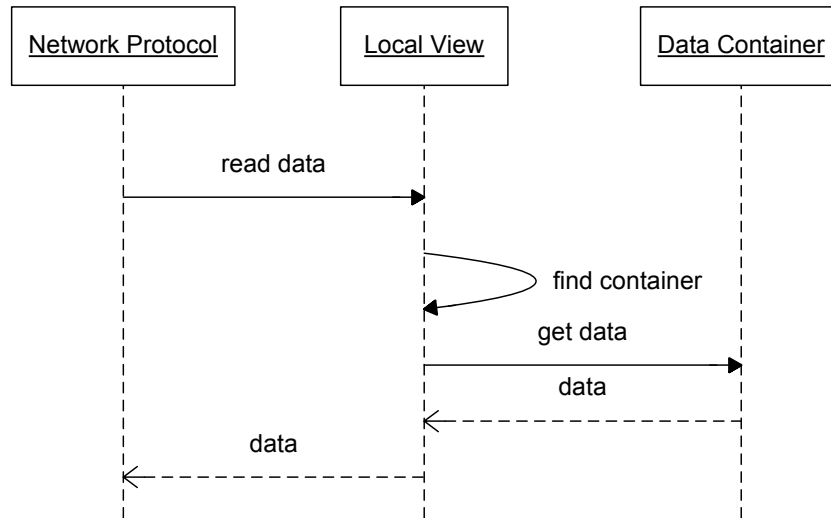 Network Protocol
Local View
Data Container
read data
find container
get data
data
data